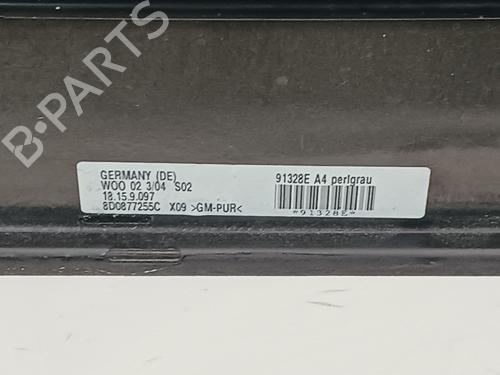 B-PARTS
GERMANY (DE)
WOO 02 3/04 S02
18.15.9.097
8D0877255C X09 >GM-PUR<
91328E A4 perlgrau
*91328E*